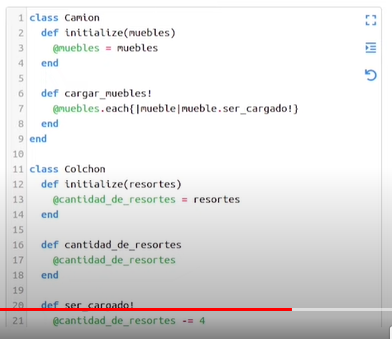 1 class Camion
2 def initialize(muebles)
3 @muebles = muebles
4 end
5
6 def cargar_muebles!
7 @muebles.each{|mueble|mueble.ser_cargado!}
8 end
9 end
10
11 class Colchon
12 def initialize(resortes)
13 @cantidad_de_resortes = resortes
14 end
15
16 def cantidad_de_resortes
17 @cantidad_de_resortes
18 end
19
20 def ser_cargado!
21 @cantidad_de_resortes -= 4